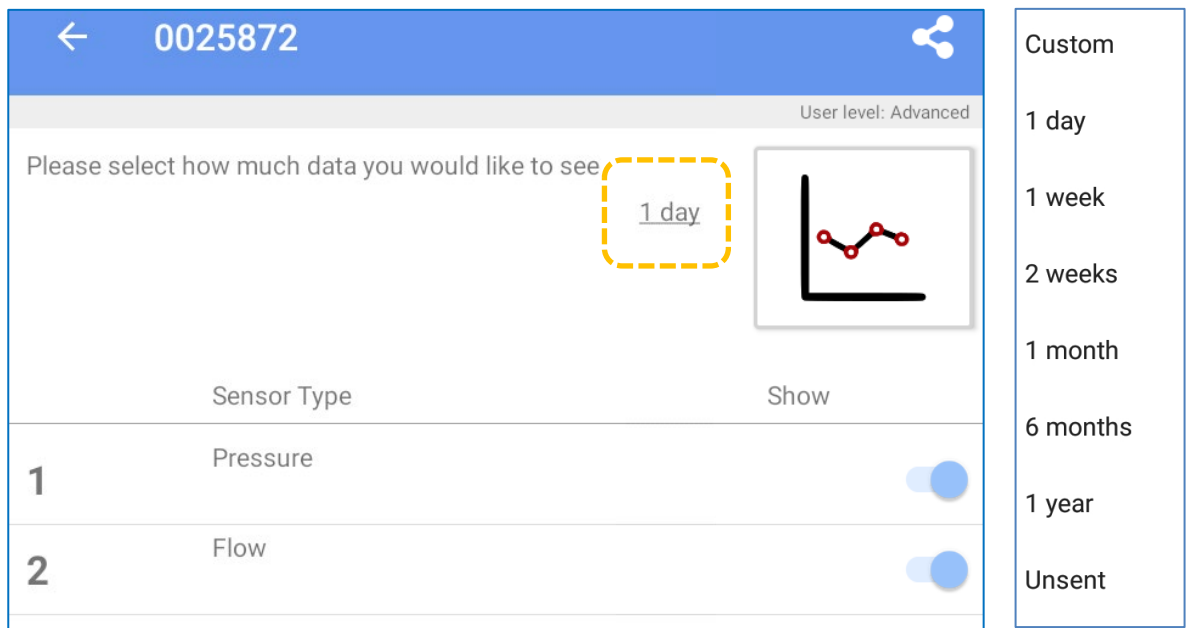 0025872
User level: Advanced
Please select how much data you would like to see
1 day
Sensor Type Show
1 Pressure
2 Flow
Custom
1 day
1 week
2 weeks
1 month
6 months
1 year
Unsent